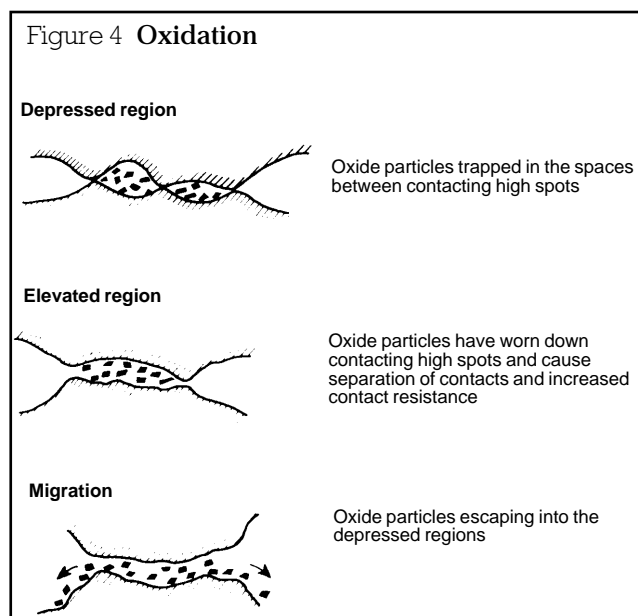 Figure 4 Oxidation
Depressed region
Oxide particles trapped in the spaces
between contacting high spots
Elevated region
Oxide particles have worn down
contacting high spots and cause
separation of contacts and increased
contact resistance
Migration
Oxide particles escaping into the
depressed regions